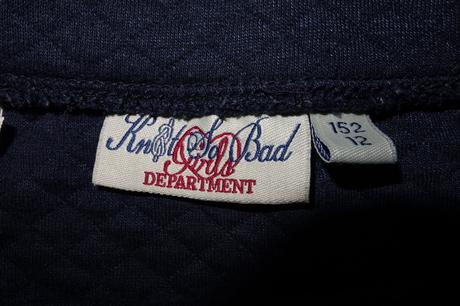 Knot So Bad
Girls
DEPARTMENT
152
12